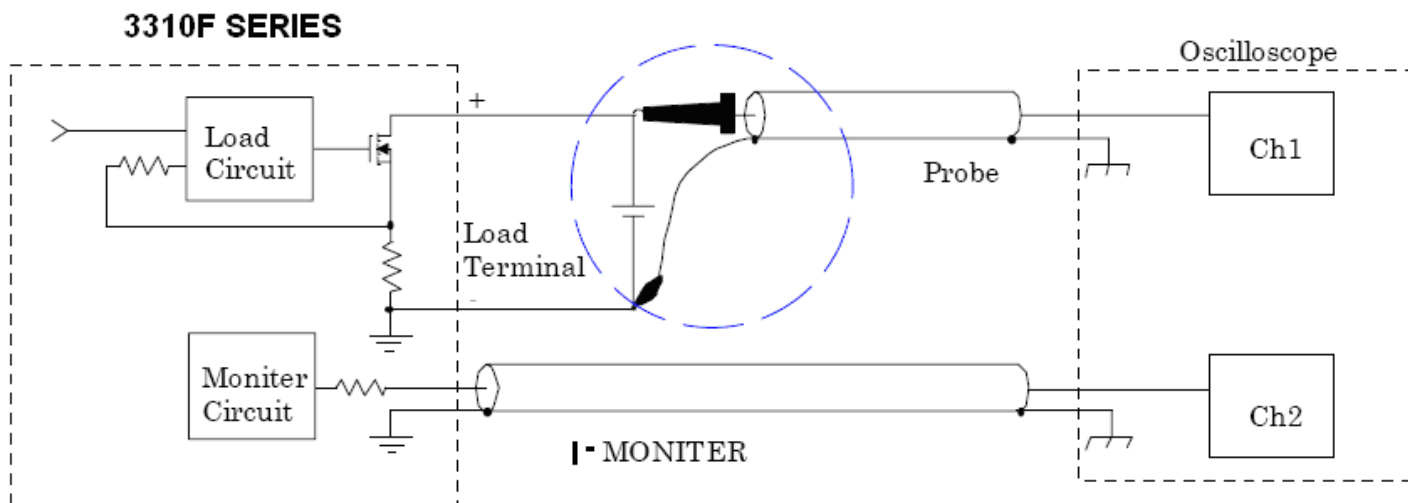 3310F SERIES
Oscilloscope
+
Load
Circuit
Ch1
Probe
Load
Terminal
-
Moniter
Circuit
Ch2
I - MONITER